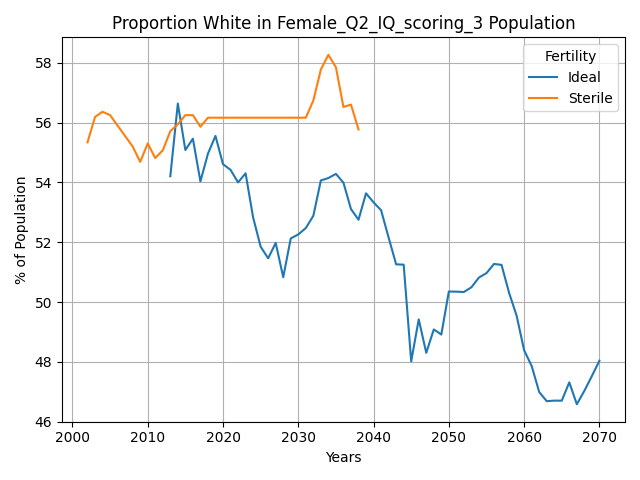 Proportion White in Female_Q2_IQ_scoring_3 Population
Fertility
Ideal
Sterile
% of Population
58
56
54
52
50
48
46
2000 2010 2020 2030 2040 2050 2060 2070
Years